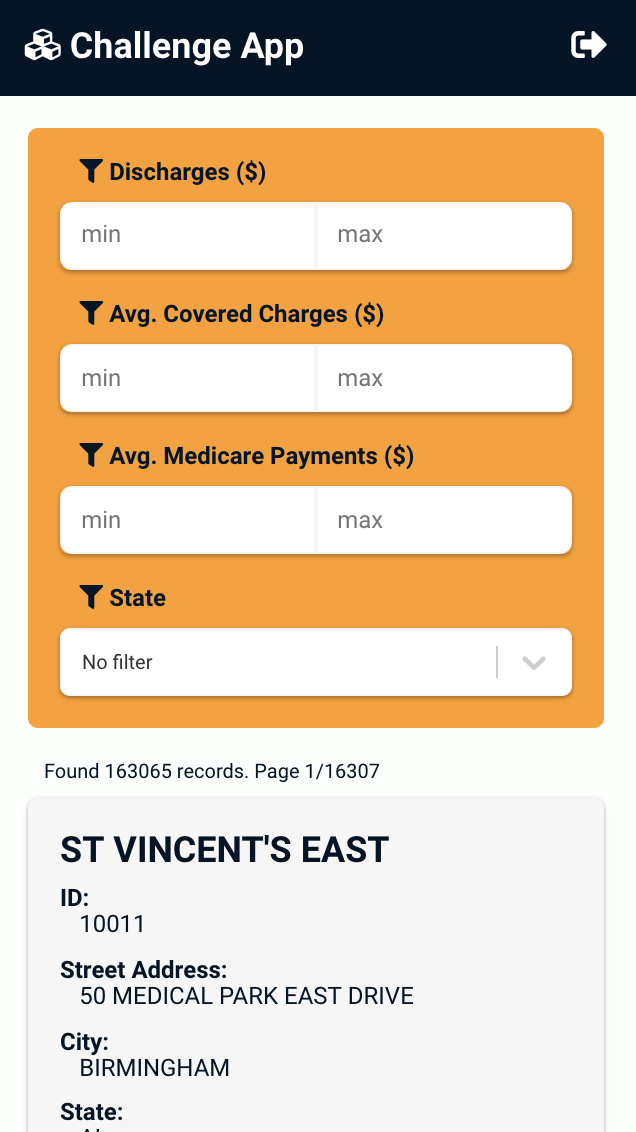 Challenge App
Discharges ($)
min max
Avg. Covered Charges ($)
min max
Avg. Medicare Payments ($)
min max
State
No filter
Found 163065 records. Page 1/16307
ST VINCENT'S EAST
ID:
10011
Street Address:
50 MEDICAL PARK EAST DRIVE
City:
BIRMINGHAM
State: